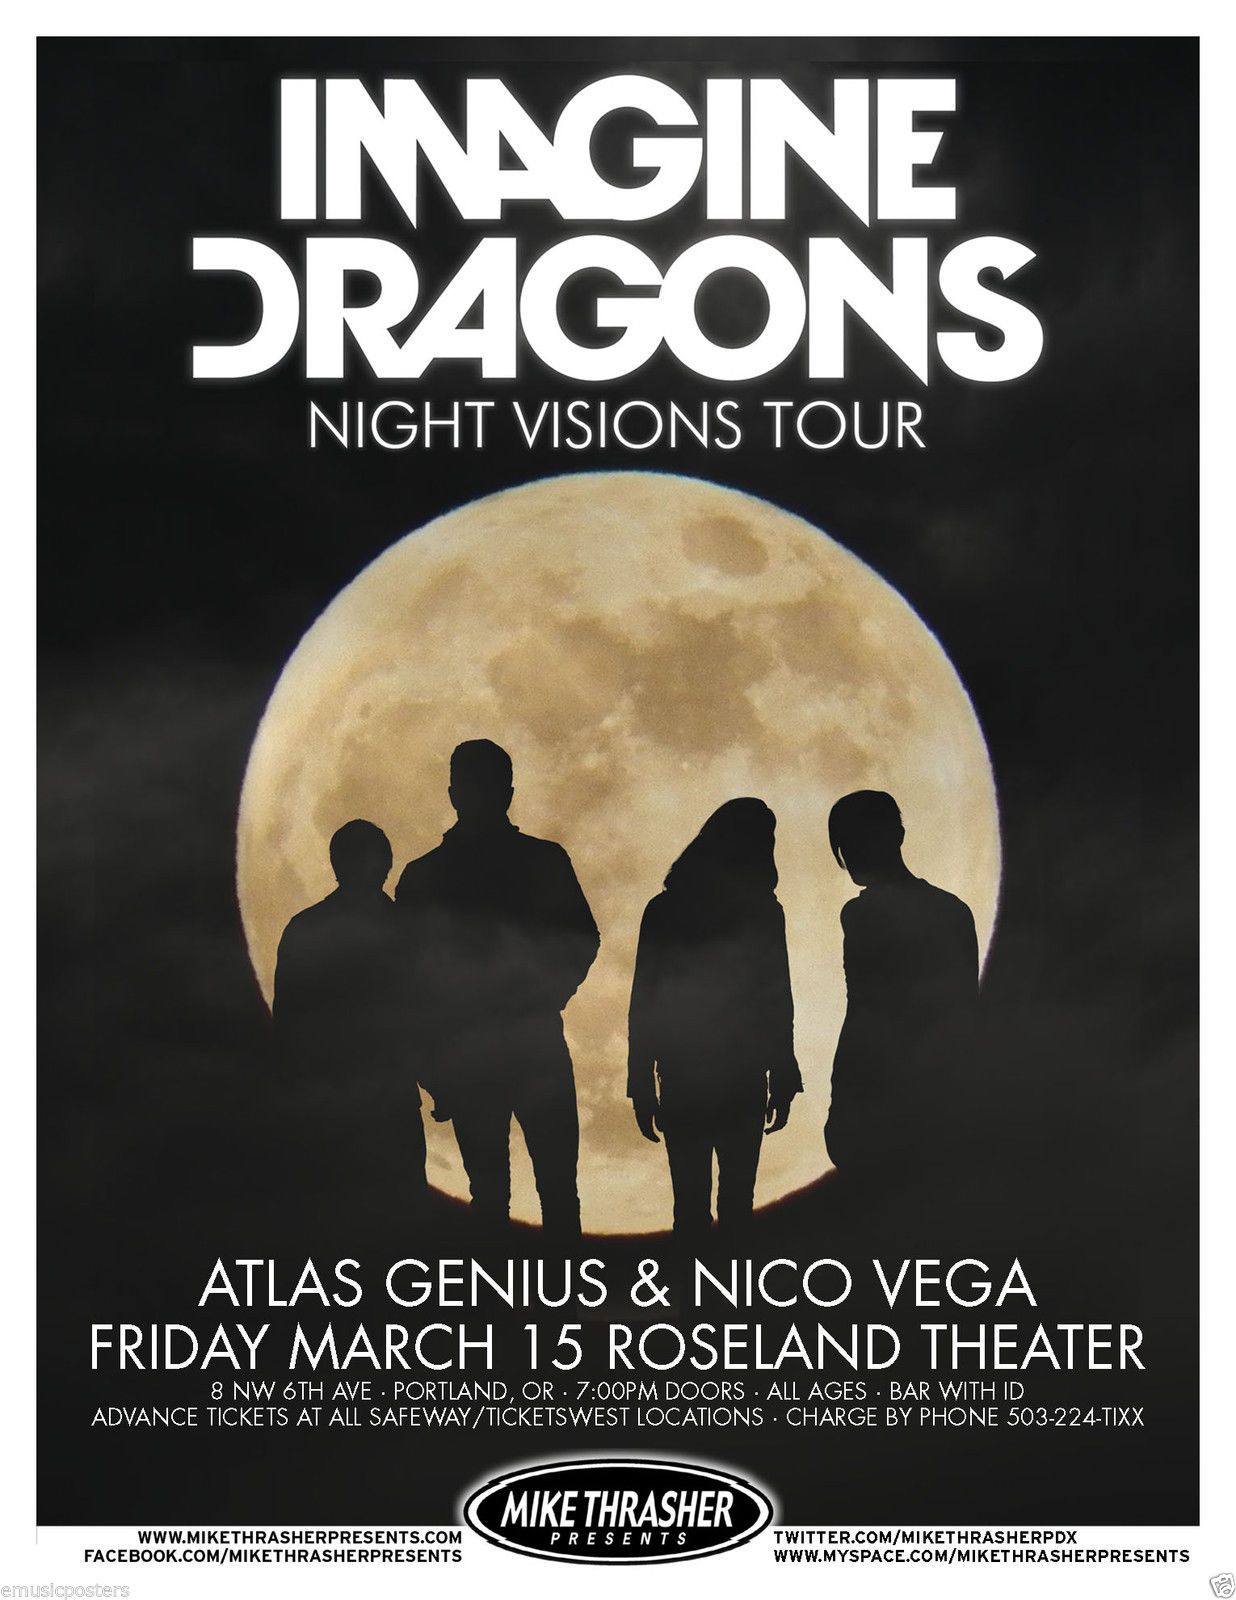 IMAGINE
DRAGONS
NIGHT VISIONS TOUR
ATLAS GENIUS & NICO VEGA
FRIDAY MARCH 15 ROSELAND THEATER
8 NW 6TH AVE · PORTLAND, OR · 7:00PM DOORS · ALL AGES · BAR WITH ID
ADVANCE TICKETS AT ALL SAFEWAY/TICKETSWEST LOCATIONS · CHARGE BY PHONE 503-224-TIXX
MIKE THRASHER
PRESENTS
WWW.MIKETHRASHERPRESENTS.COM
FACEBOOK.COM/MIKETHRASHERPRESENTS
TWITTER.COM/MIKETHRASHERPDX
WWW.MYSPACE.COM/MIKETHRASHERPRESENTS
emusicposters